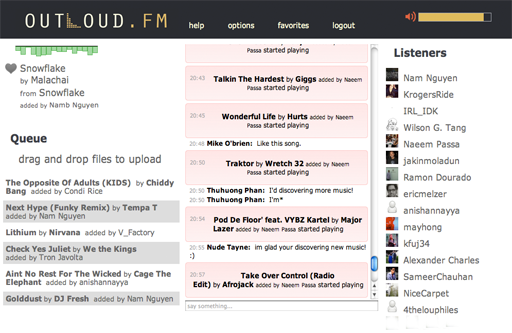 OUTLOUD.FM
help options favorites logout
Snowflake
by Malachai
from Snowflake
added by Namb Nguyen
Queue
drag and drop files to upload
The Opposite Of Adults (KIDS) by Chiddy
Bang added by Condi Rice
Next Hype (Funky Remix) by Tempa T
added by Nam Nguyen
Lithium by Nirvana added by V_Factory
Check Yes Juliet by We the Kings
added by Tron Javolta
Aint No Rest For The Wicked by Cage The
Elephant added by anishannayya
Golddust by DJ Fresh added by Nam Nguyen
Passa started playing
20:43 Talkin The Hardest by Giggs added by Naeem
Passa started playing
20:45 Wonderful Life by Hurts added by Naeem
Passa started playing
20:48 Mike O'brien: Like this song.
20:50 Traktor by Wretch 32 added by Naeem
Passa started playing
20:50 Thuhuong Phan: I'd discovering more music!
20:50 Thuhuong Phan: I'm*
20:54 Pod De Floor' feat. VYBZ Kartel by Major
Lazer added by Naeem Passa started playing
20:55 Nude Tayne: im glad your discovering new music!
:)
20:57 Take Over Control (Radio
Edit) by Afrojack added by Naeem Passa
started playing
say something...
Listeners
Nam Nguyen
KrogersRide
IRL_IDK
Wilson G. Tang
Naeem Passa
jakinmoladun
Ramon Dourado
ericmelzer
anishannayya
mayhong
kfuj34
Alexander Charles
SameerChauhan
NiceCarpet
4thelouphiles